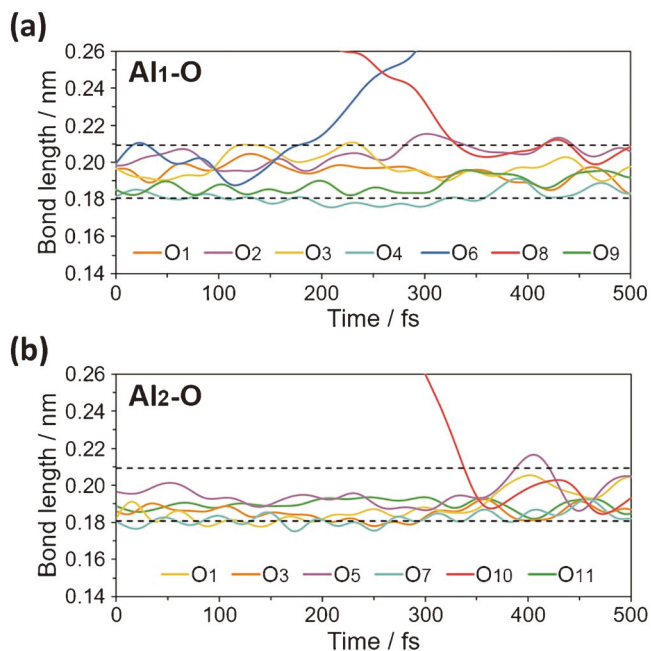 (a)
Al1-O
Bond length / nm
0.26
0.24
0.22
0.20
0.18
0.16
0.14
O1 O2 O3 O4 O6 O8 O9
0 100 200 300 400 500
Time / fs
(b)
Al2-O
Bond length / nm
0.26
0.24
0.22
0.20
0.18
0.16
0.14
O1 O3 O5 O7 O10 O11
0 100 200 300 400 500
Time / fs